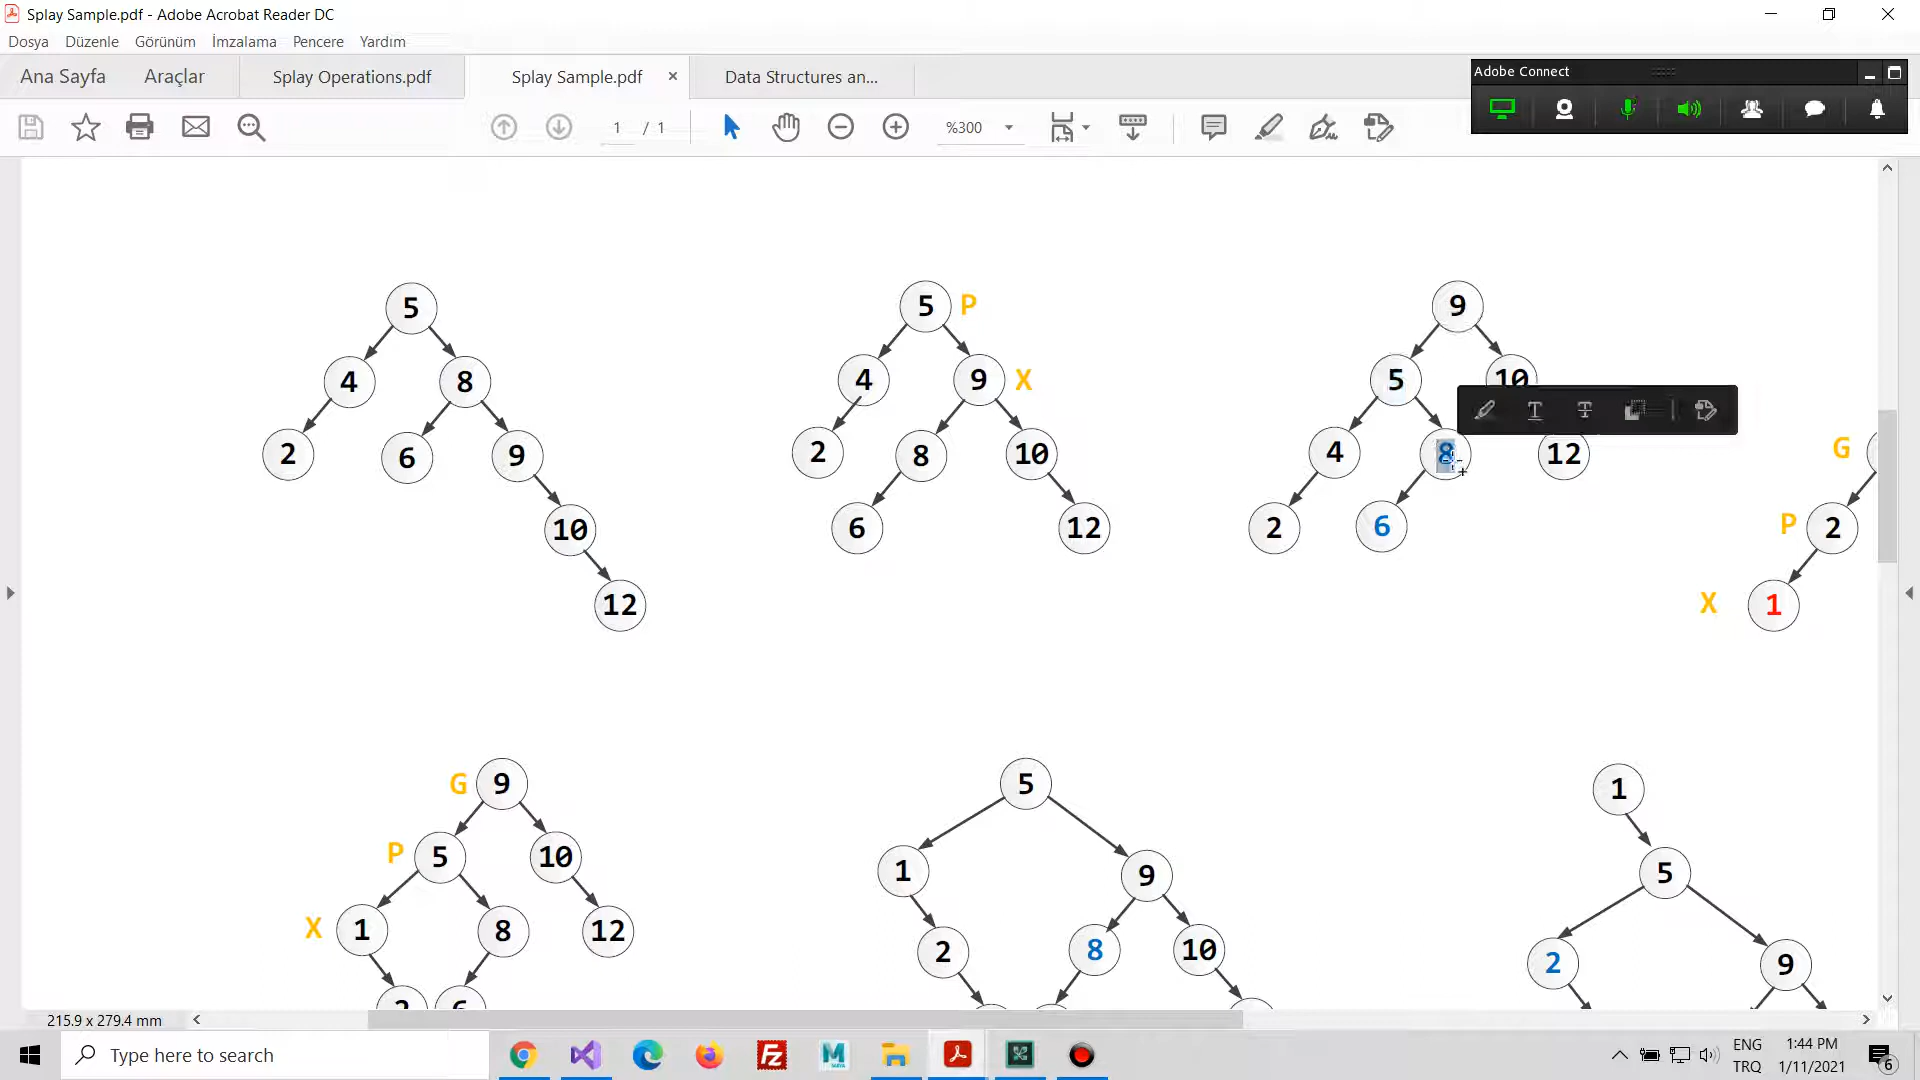 Splay Sample.pdf - Adobe Acrobat Reader DC
Dosya Düzenle Görünüm İmzalama Pencere Yardım
Ana Sayfa Araçlar Splay Operations.pdf Splay Sample.pdf × Data Structures an...
Adobe Connect
1 / 1 %300
5 5 P 9
4 8 4 9 X 5 10
2 6 9 2 8 10 4 8 12 G
10 6 12 2 6 P 2
12 X 1
G 9 5 1
P 5 10 1 9 5
X 1 8 12 2 8 10 2 9
2 6
215.9 x 279.4 mm
Type here to search
ENG 1:44 PM
TRQ 1/11/2021 6